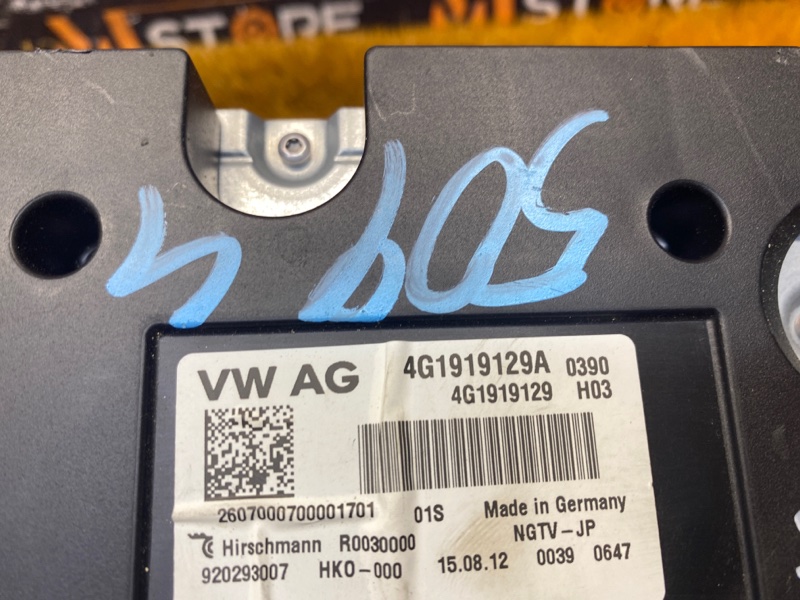 STORE
STORE
VW AG
4G1919129A 0390
4G1919129 H03
2607000700001701 01S Made in Germany
NGTV-JP
Hirschmann R0030000
920293007 HKO-000 15.08.12 0039 0647